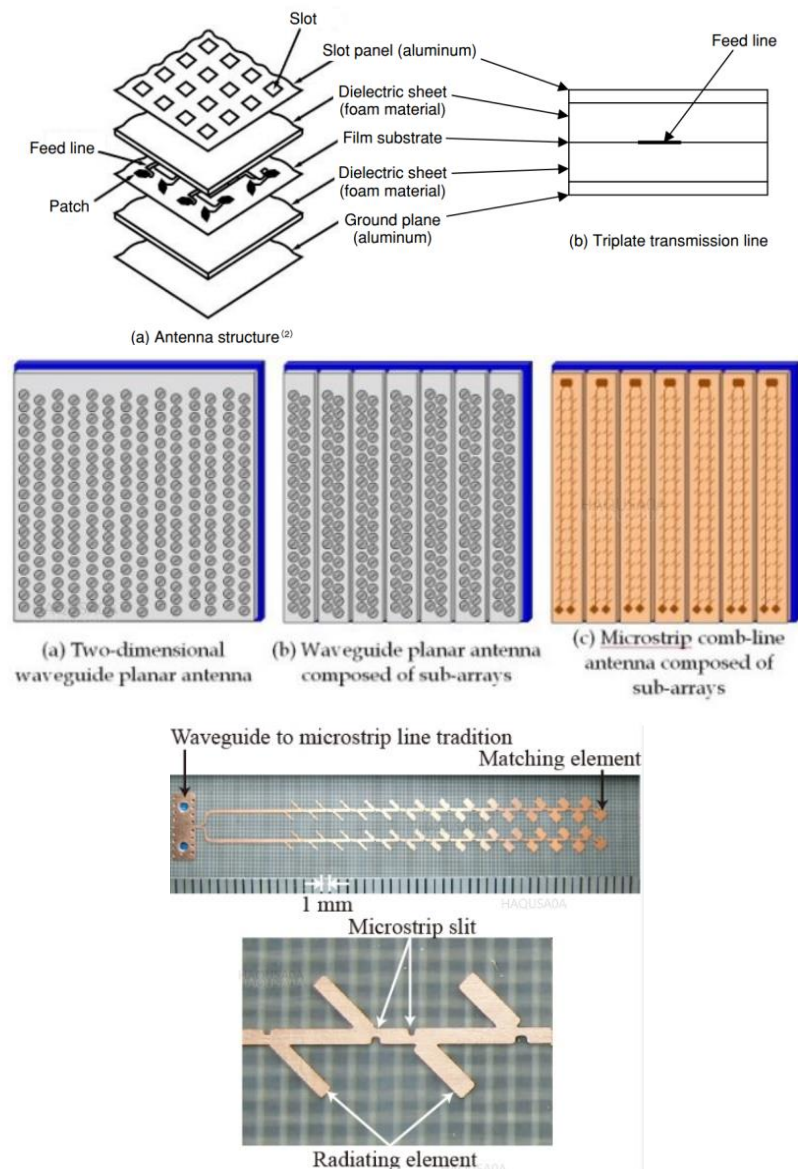 Slot
Slot panel (aluminum)
Feed line
Dielectric sheet
(foam material)
Feed line
Film substrate
Patch
Dielectric sheet
(foam material)
Ground plane
(aluminum)
(b) Triplate transmission line
(a) Antenna structure(2)
HAQUSA0A
(a) Two-dimensional
waveguide planar antenna
(b) Waveguide planar antenna
composed of sub-arrays
(c) Microstrip comb-line
antenna composed of
sub-arrays
Waveguide to microstrip line tradition
Matching element
1 mm
HAQUSA0A
Microstrip slit
Radiating element